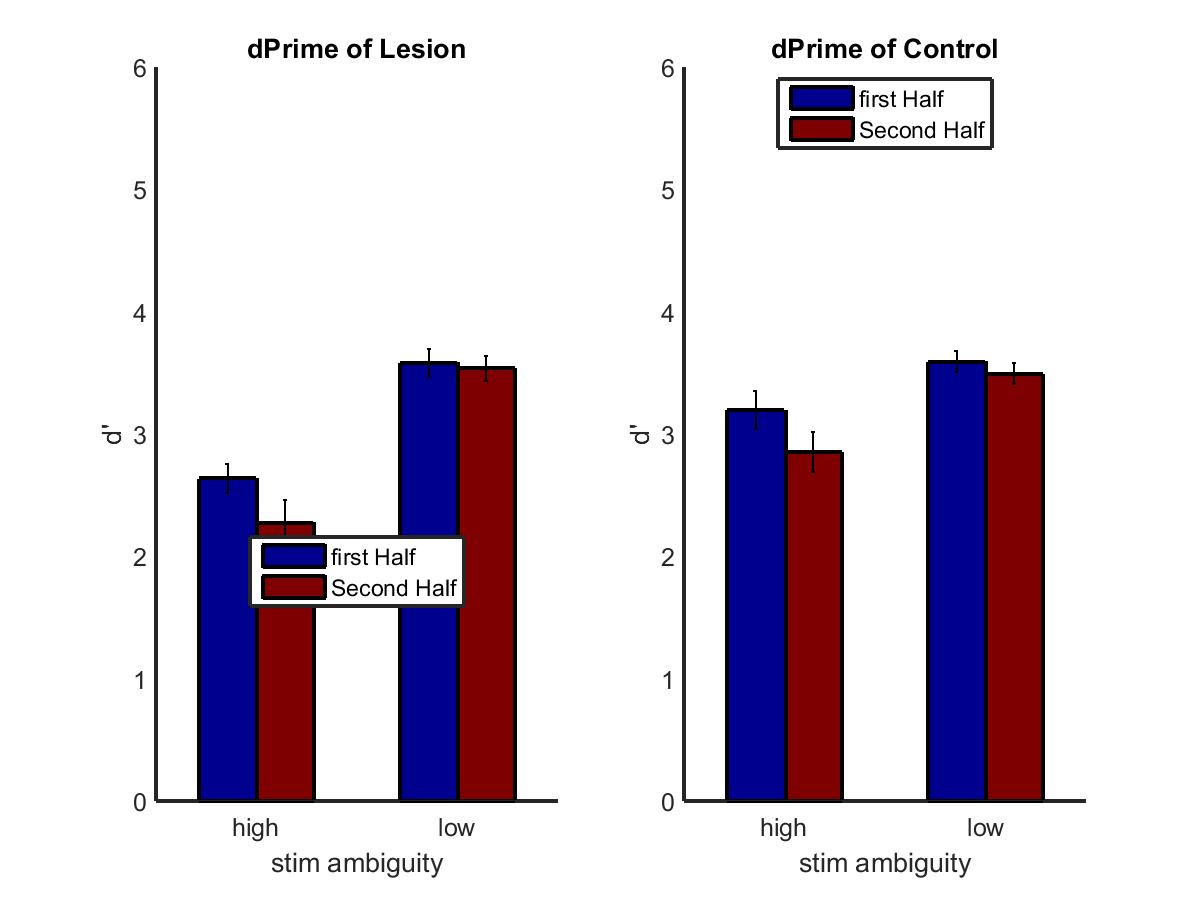 dPrime of Lesion
6
5
4
3
2
1
0
d'
first Half
Second Half
high low
stim ambiguity
dPrime of Control
6
5
4
3
2
1
0
d'
first Half
Second Half
high low
stim ambiguity